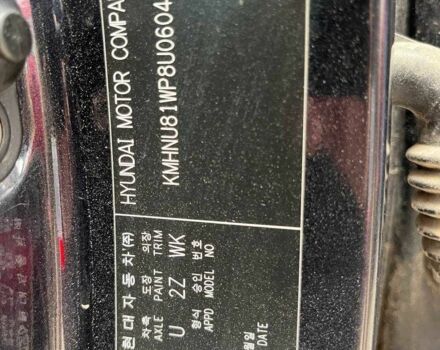 현대자동차(주) HYUNDAI MOTOR COMPA
KMHNU81WP8U0604
차축 도장 외장
AXLE PAINT TRIM
U 2Z WK
형식 승인 번호
APPD MODEL NO
월일
DATE